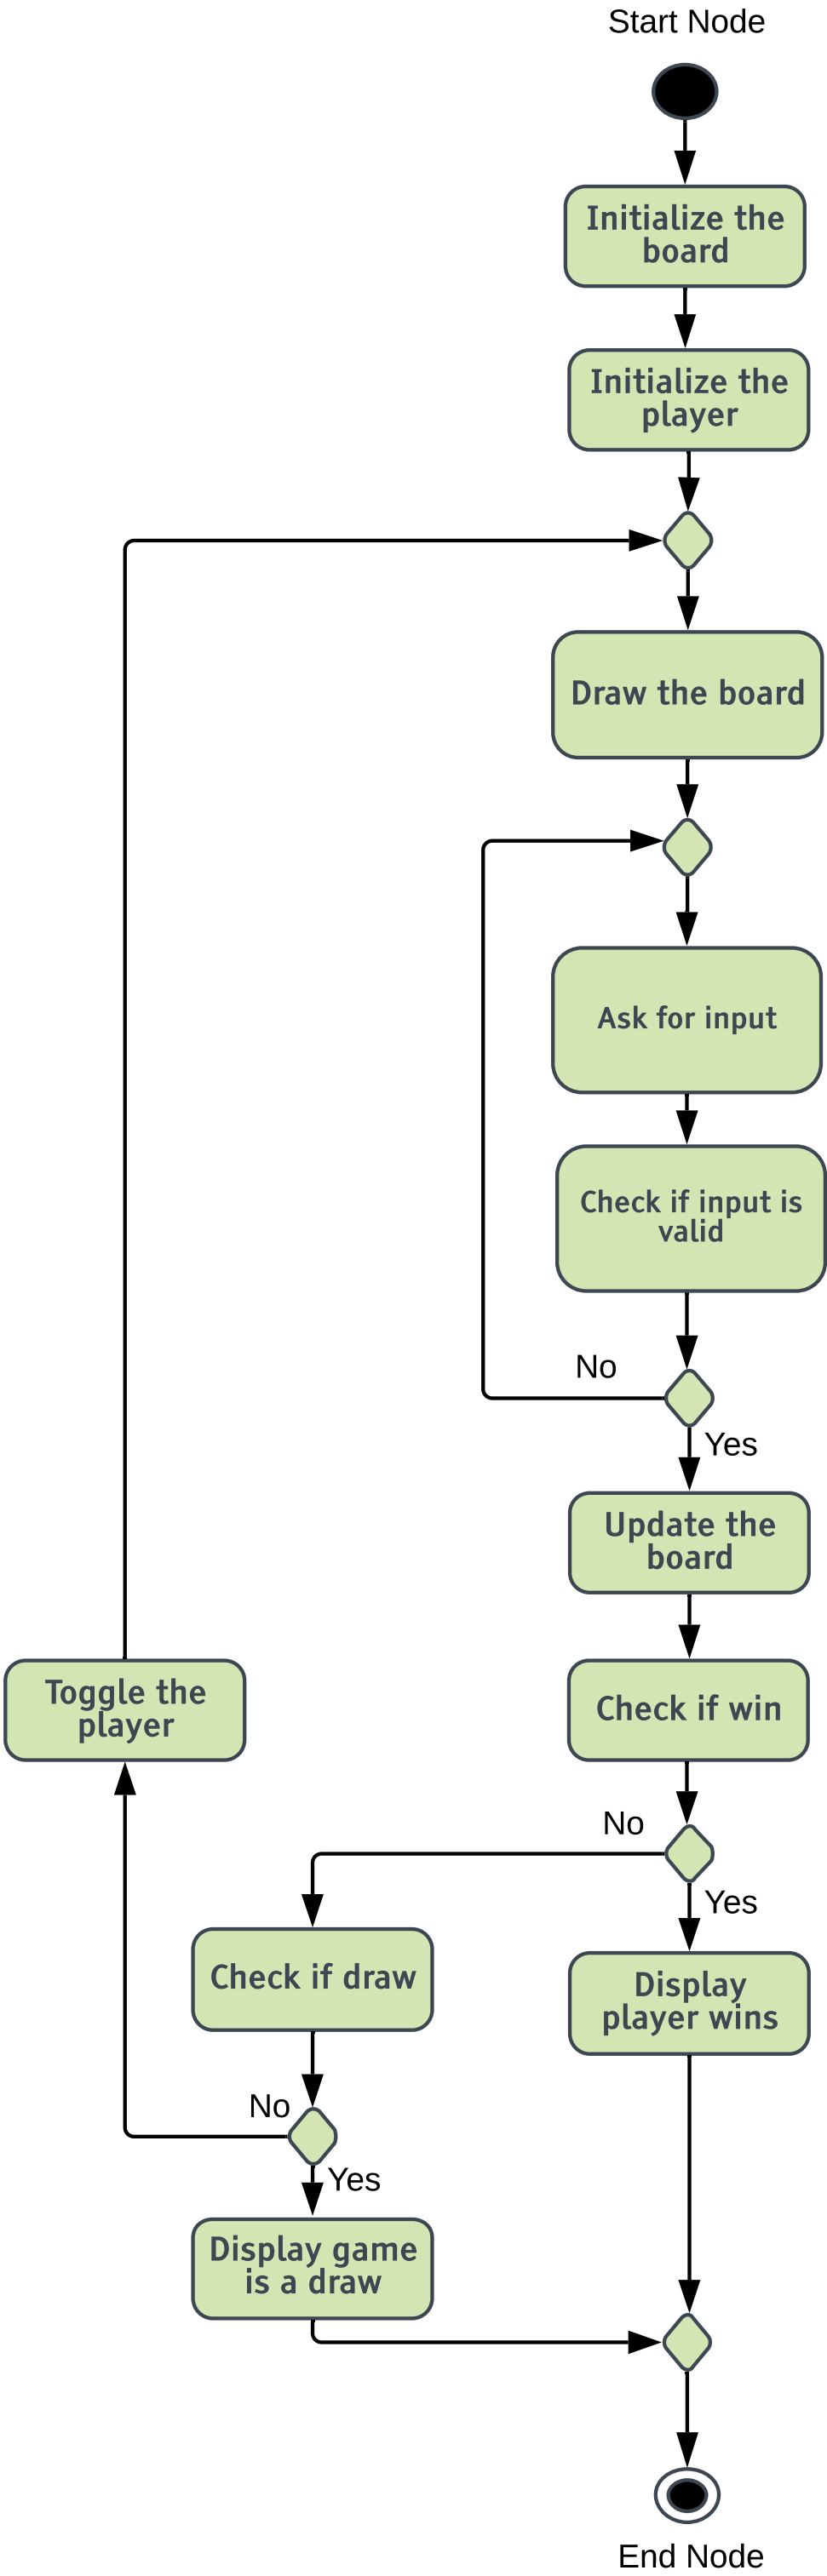 Start Node
Initialize the
board
Initialize the
player
Draw the board
Ask for input
Check if input is
valid
No
Yes
Update the
board
Toggle the
player
Check if win
No
Yes
Check if draw
Display
player wins
No
Yes
Display game
is a draw
End Node